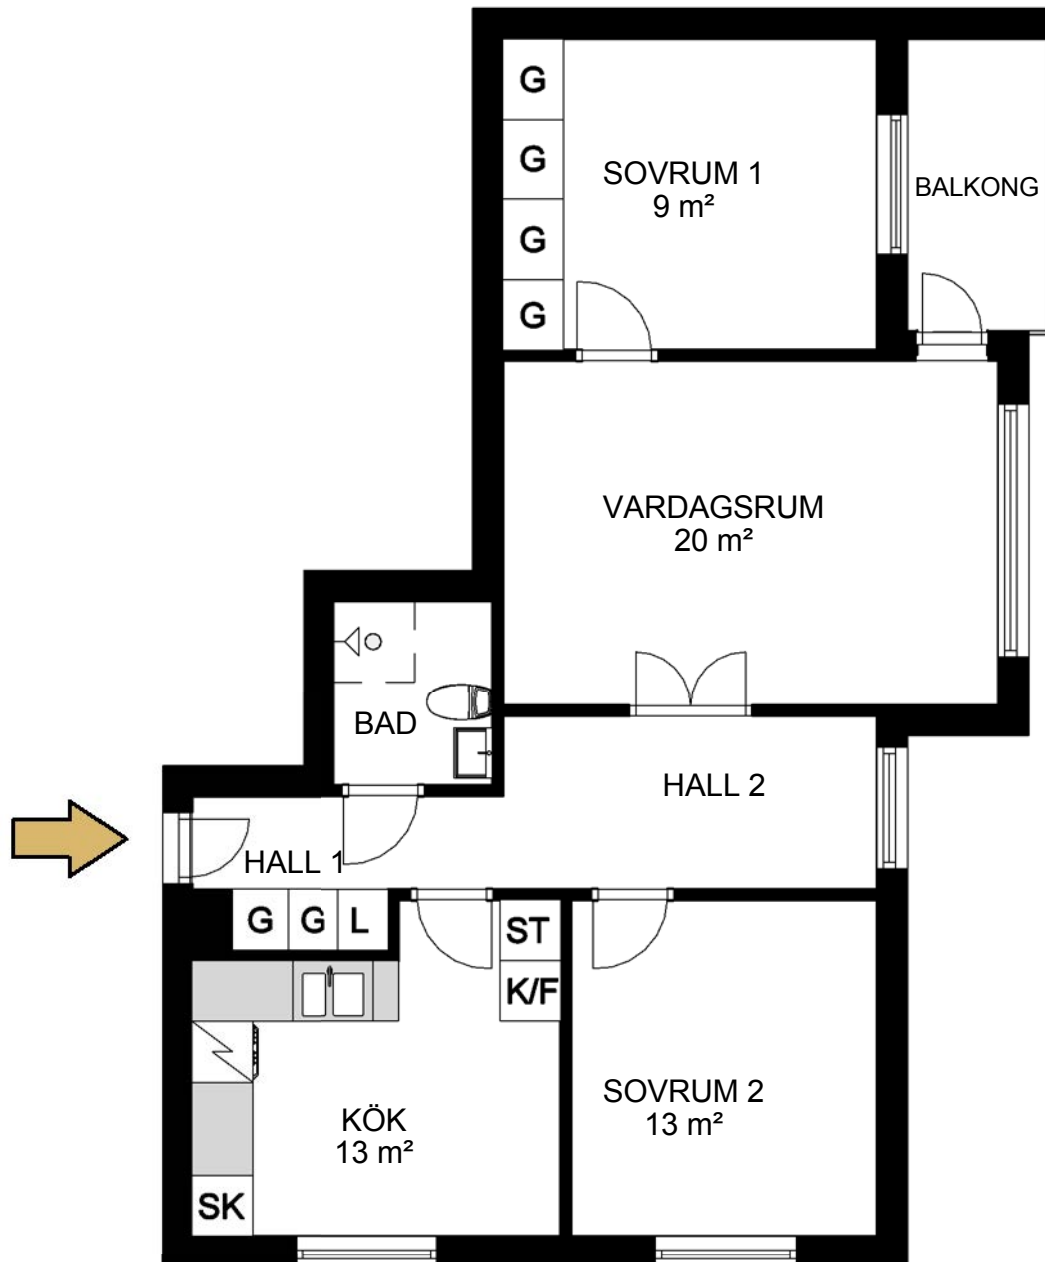 G
G
G
G
SOVRUM 1
9 m²
BALKONG
VARDAGSRUM
20 m²
BAD
HALL 2
HALL 1
G
G
L
ST
K/F
KÖK
13 m²
SOVRUM 2
13 m²
SK